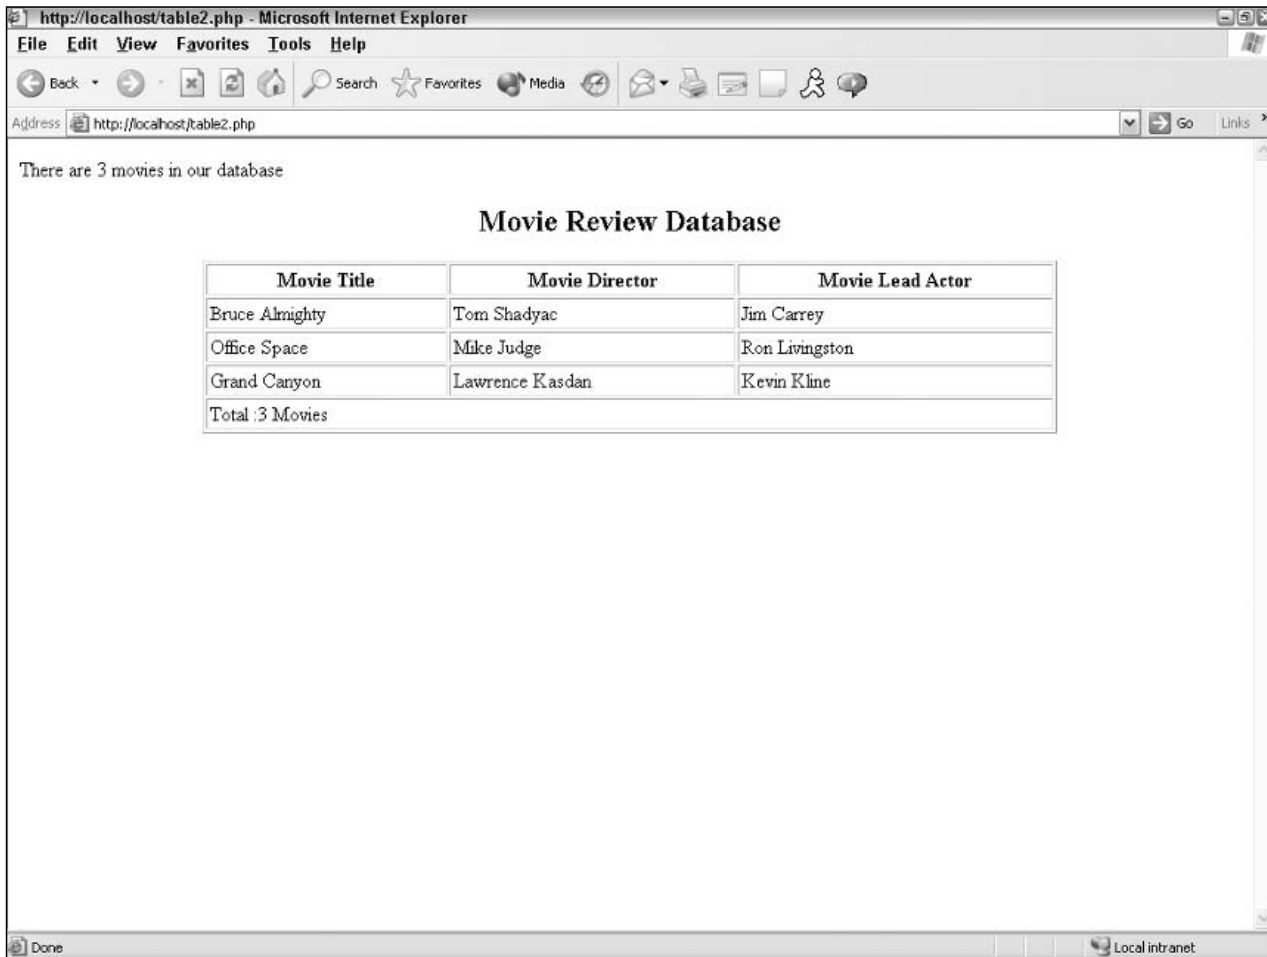 http://localhost/table2.php - Microsoft Internet Explorer
File Edit View Favorites Tools Help
Back Search Favorites Media
Address http://localhost/table2.php Go Links
There are 3 movies in our database
Movie Review Database
Movie Title Movie Director Movie Lead Actor
Bruce Almighty Tom Shadyac Jim Carrey
Office Space Mike Judge Ron Livingston
Grand Canyon Lawrence Kasdan Kevin Kline
Total :3 Movies
Done Local intranet